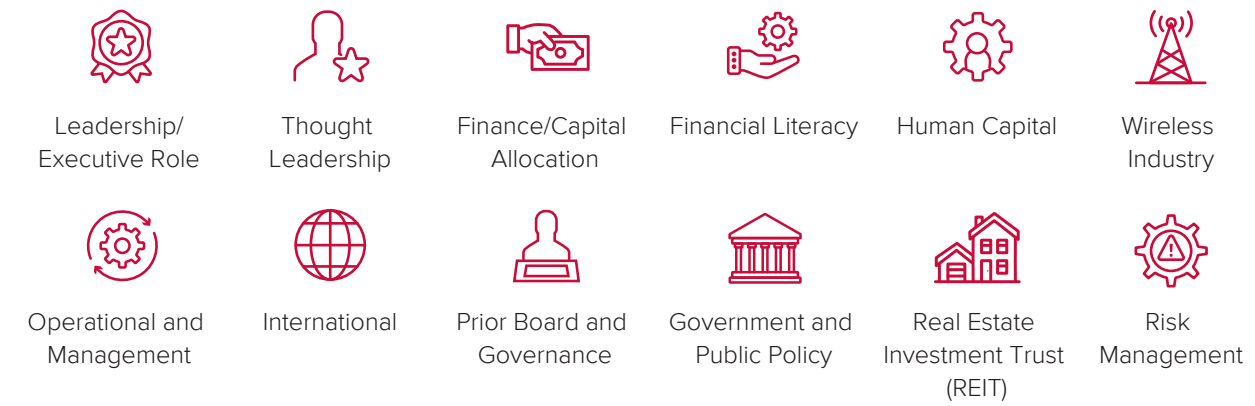 Leadership/
Executive Role
Thought
Leadership
Finance/Capital
Allocation
Financial Literacy
Human Capital
Wireless
Industry
Operational and
Management
International
Prior Board and
Governance
Government and
Public Policy
Real Estate
Investment Trust
(REIT)
Risk
Management